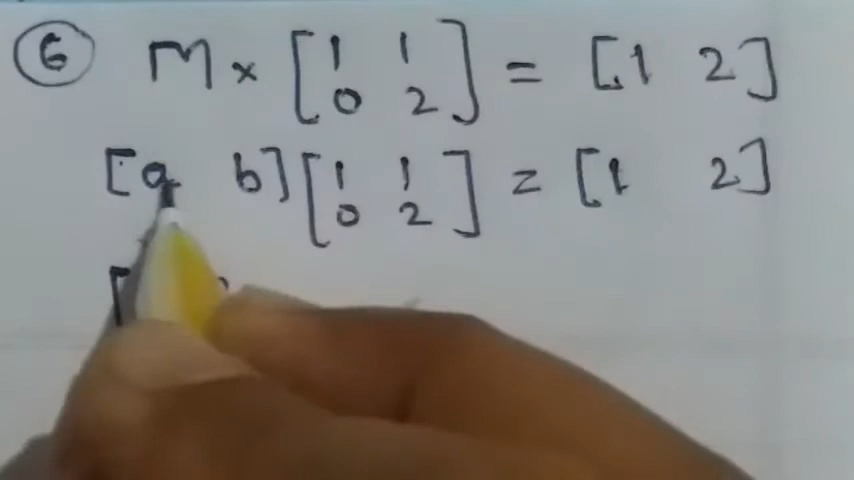 6 M × [1 1 0 2] = [1 2]
[a b] [1 1 0 2] = [1 2]
[